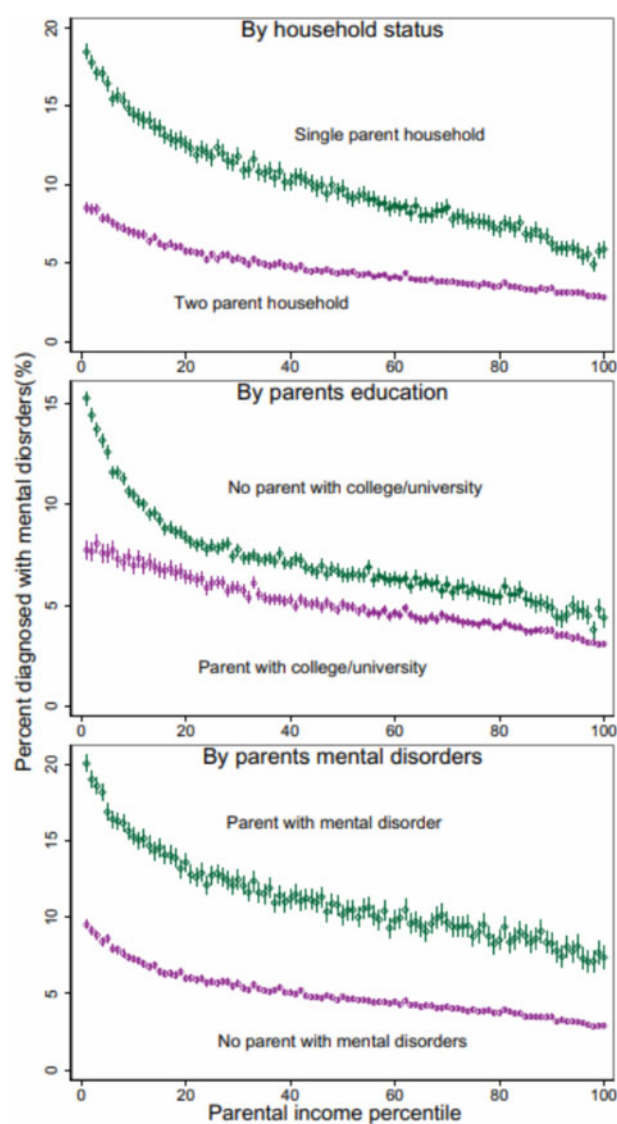 By household status
20
15
10
5
0
Single parent household
Two parent household
0 20 40 60 80 100
By parents education
15
10
5
0
No parent with college/university
Parent with college/university
0 20 40 60 80 100
By parents mental disorders
20
15
10
5
0
Parent with mental disorder
No parent with mental disorders
0 20 40 60 80 100
Parental income percentile
Percent diagnosed with mental diosrders(%)